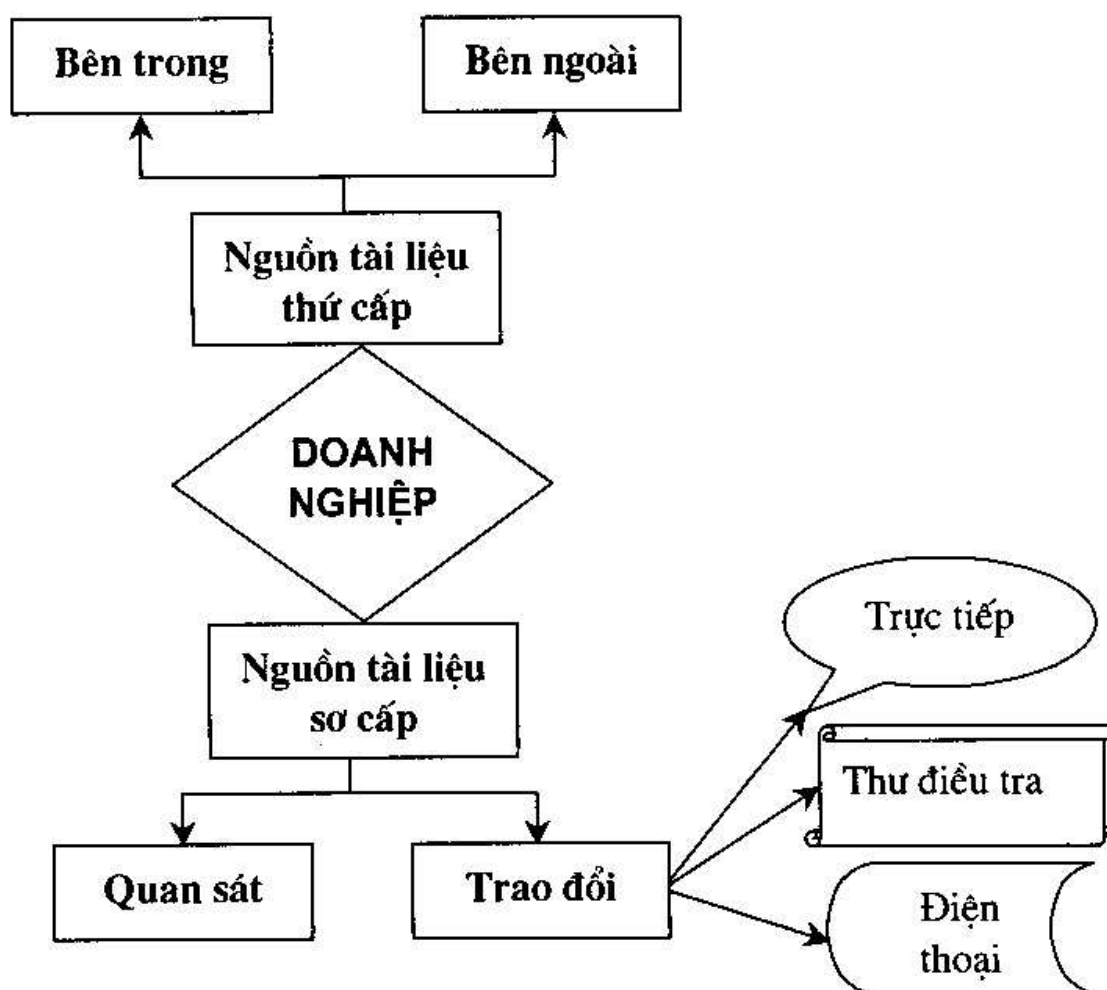 Bên trong
Bên ngoài
Nguồn tài liệu
thứ cấp
DOANH
NGHIỆP
Nguồn tài liệu
sơ cấp
Trực tiếp
Thư điều tra
Quan sát
Trao đổi
Điện
thoại